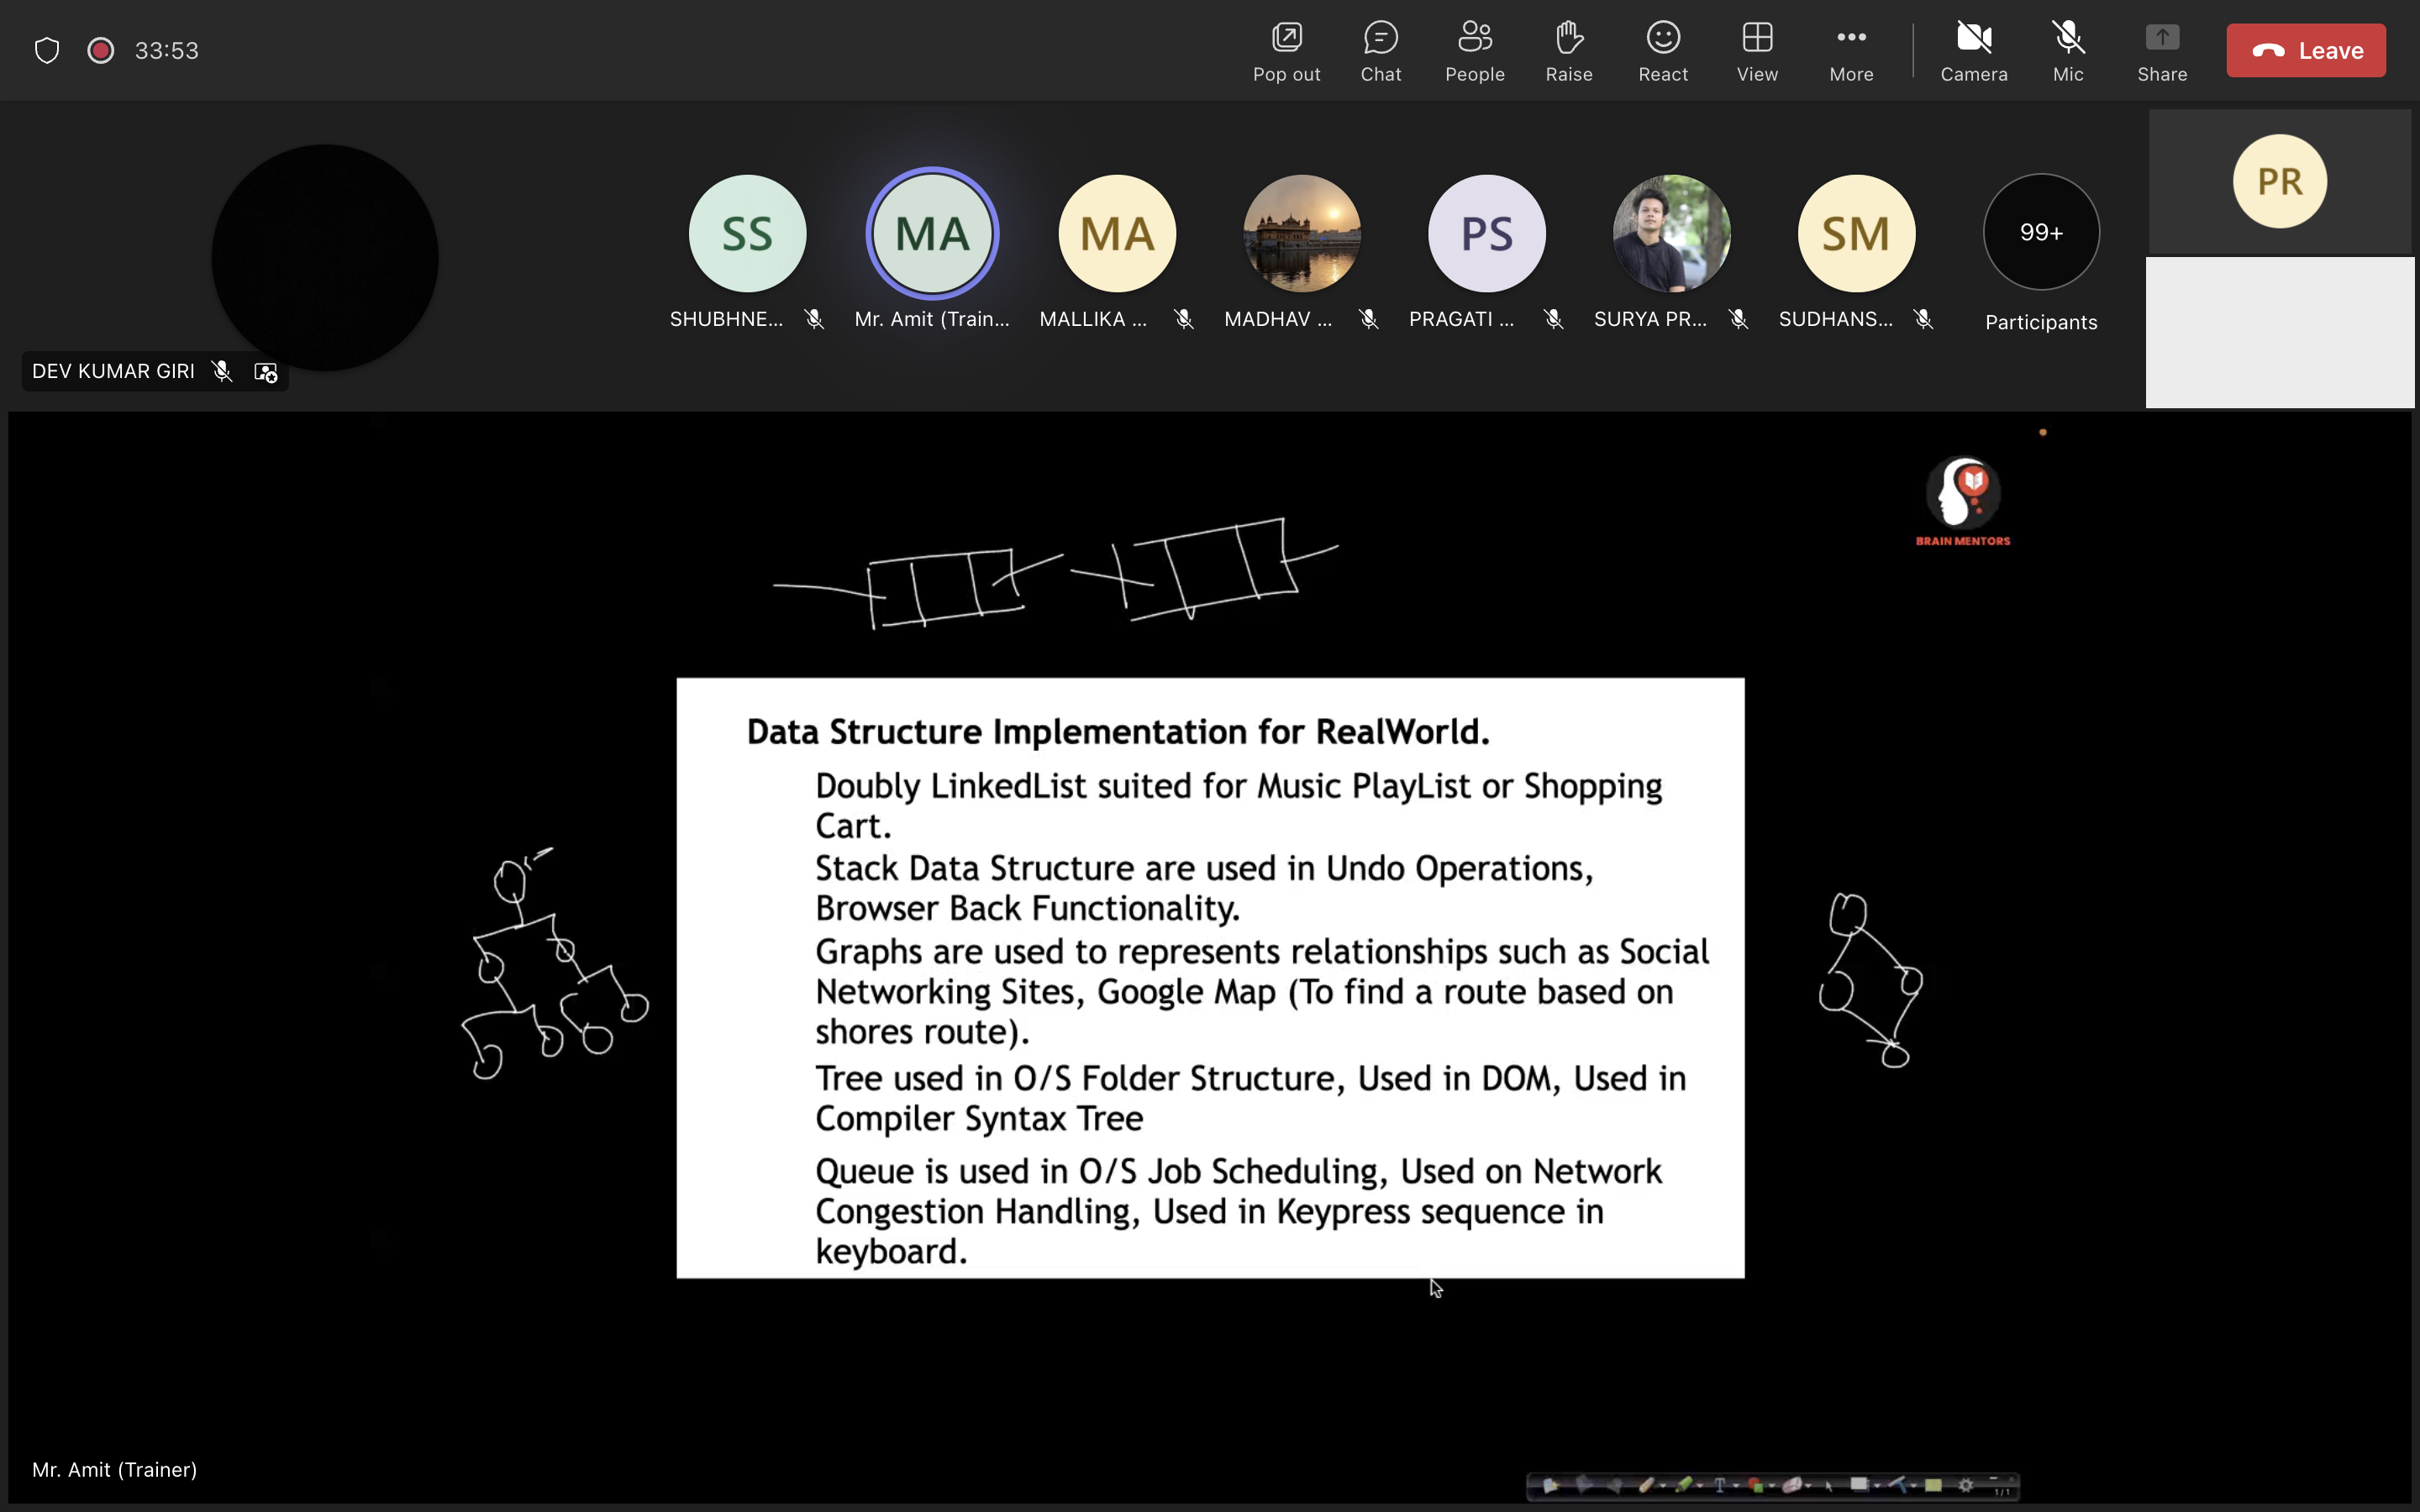 33:53
Pop out
Chat
People
Raise
React
View
More
Camera
Mic
Share
Leave
SS
MA
MA
PS
SM
99+
PR
SHUBHNE...
Mr. Amit (Train...
MALLIKA ...
MADHAV ...
PRAGATI ...
SURYA PR...
SUDHANS...
Participants
DEV KUMAR GIRI
BRAIN MENTORS
Data Structure Implementation for RealWorld.
Doubly LinkedList suited for Music PlayList or Shopping
Cart.
Stack Data Structure are used in Undo Operations,
Browser Back Functionality.
Graphs are used to represents relationships such as Social
Networking Sites, Google Map (To find a route based on
shores route).
Tree used in O/S Folder Structure, Used in DOM, Used in
Compiler Syntax Tree
Queue is used in O/S Job Scheduling, Used on Network
Congestion Handling, Used in Keypress sequence in
keyboard.
Mr. Amit (Trainer)
T
1/1